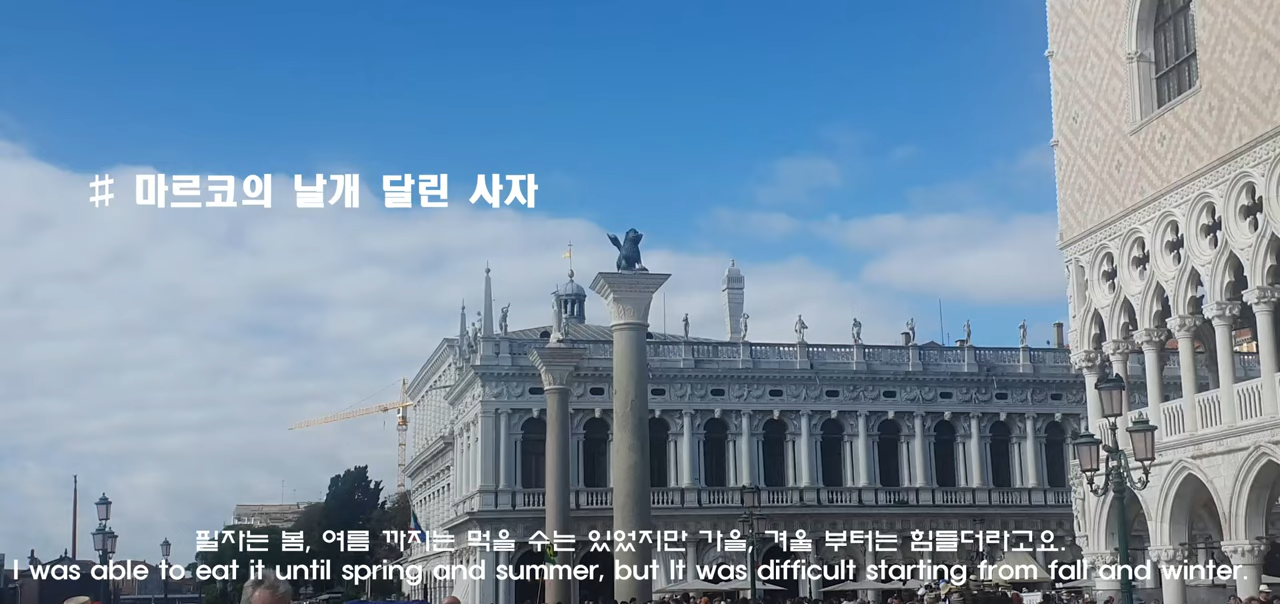 # 마르코의 날개 달린 사자
필자는 봄, 여름 까지는 먹을 수는 있었지만 가을, 겨울 부터는 힘들더라고요.
I was able to eat it until spring and summer, but It was difficult starting from fall and winter.